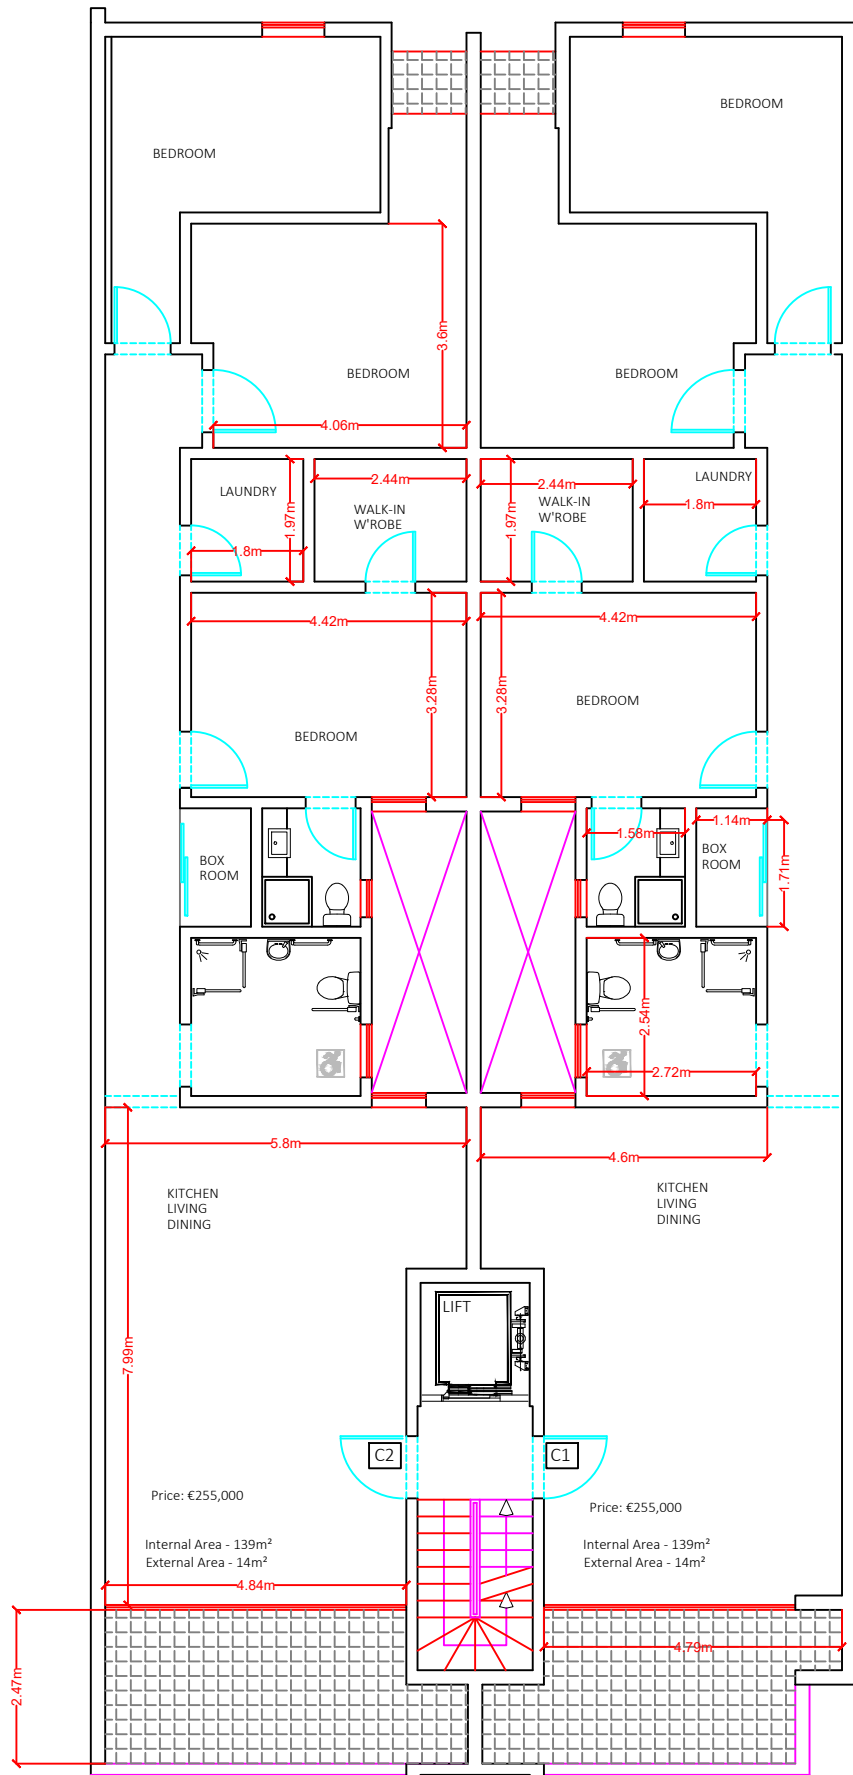 BEDROOM
BEDROOM
3.6m
BEDROOM
BEDROOM
4.06m
LAUNDRY
1.97m
2.44m
WALK-IN
W'ROBE
1.8m
1.97m
2.44m
WALK-IN
W'ROBE
LAUNDRY
1.8m
4.42m
3.28m
BEDROOM
4.42m
3.28m
BEDROOM
BOX
ROOM
1.58m
1.14m
BOX
ROOM
1.71m
2.54m
2.72m
5.8m
4.6m
KITCHEN
LIVING
DINING
KITCHEN
LIVING
DINING
LIFT
7.99m
C2
C1
Price: €255,000
Internal Area - 139m²
External Area - 14m²
Price: €255,000
Internal Area - 139m²
External Area - 14m²
4.84m
4.79m
2.47m